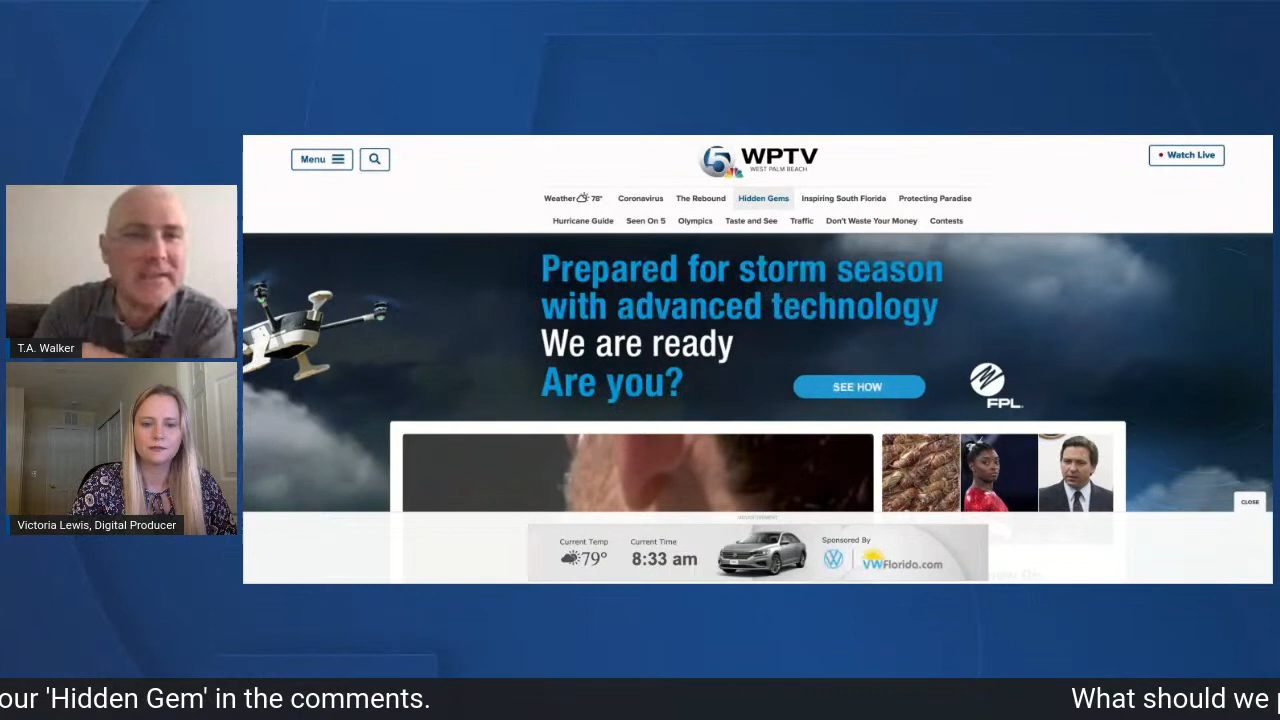 Menu
WPTV
WEST PALM BEACH
Watch Live
Weather 78° Coronavirus The Rebound Hidden Gems Inspiring South Florida Protecting Paradise
Hurricane Guide Seen On 5 Olympics Taste and See Traffic Don't Waste Your Money Contests
Prepared for storm season
with advanced technology
We are ready
Are you?
SEE HOW
FPL.
T.A. Walker
Victoria Lewis, Digital Producer
CLOSE
ADVERTISEMENT
Current Temp
79°
Current Time
8:33 am
Sponsored By
VWFlorida.com
our 'Hidden Gem' in the comments.
What should we